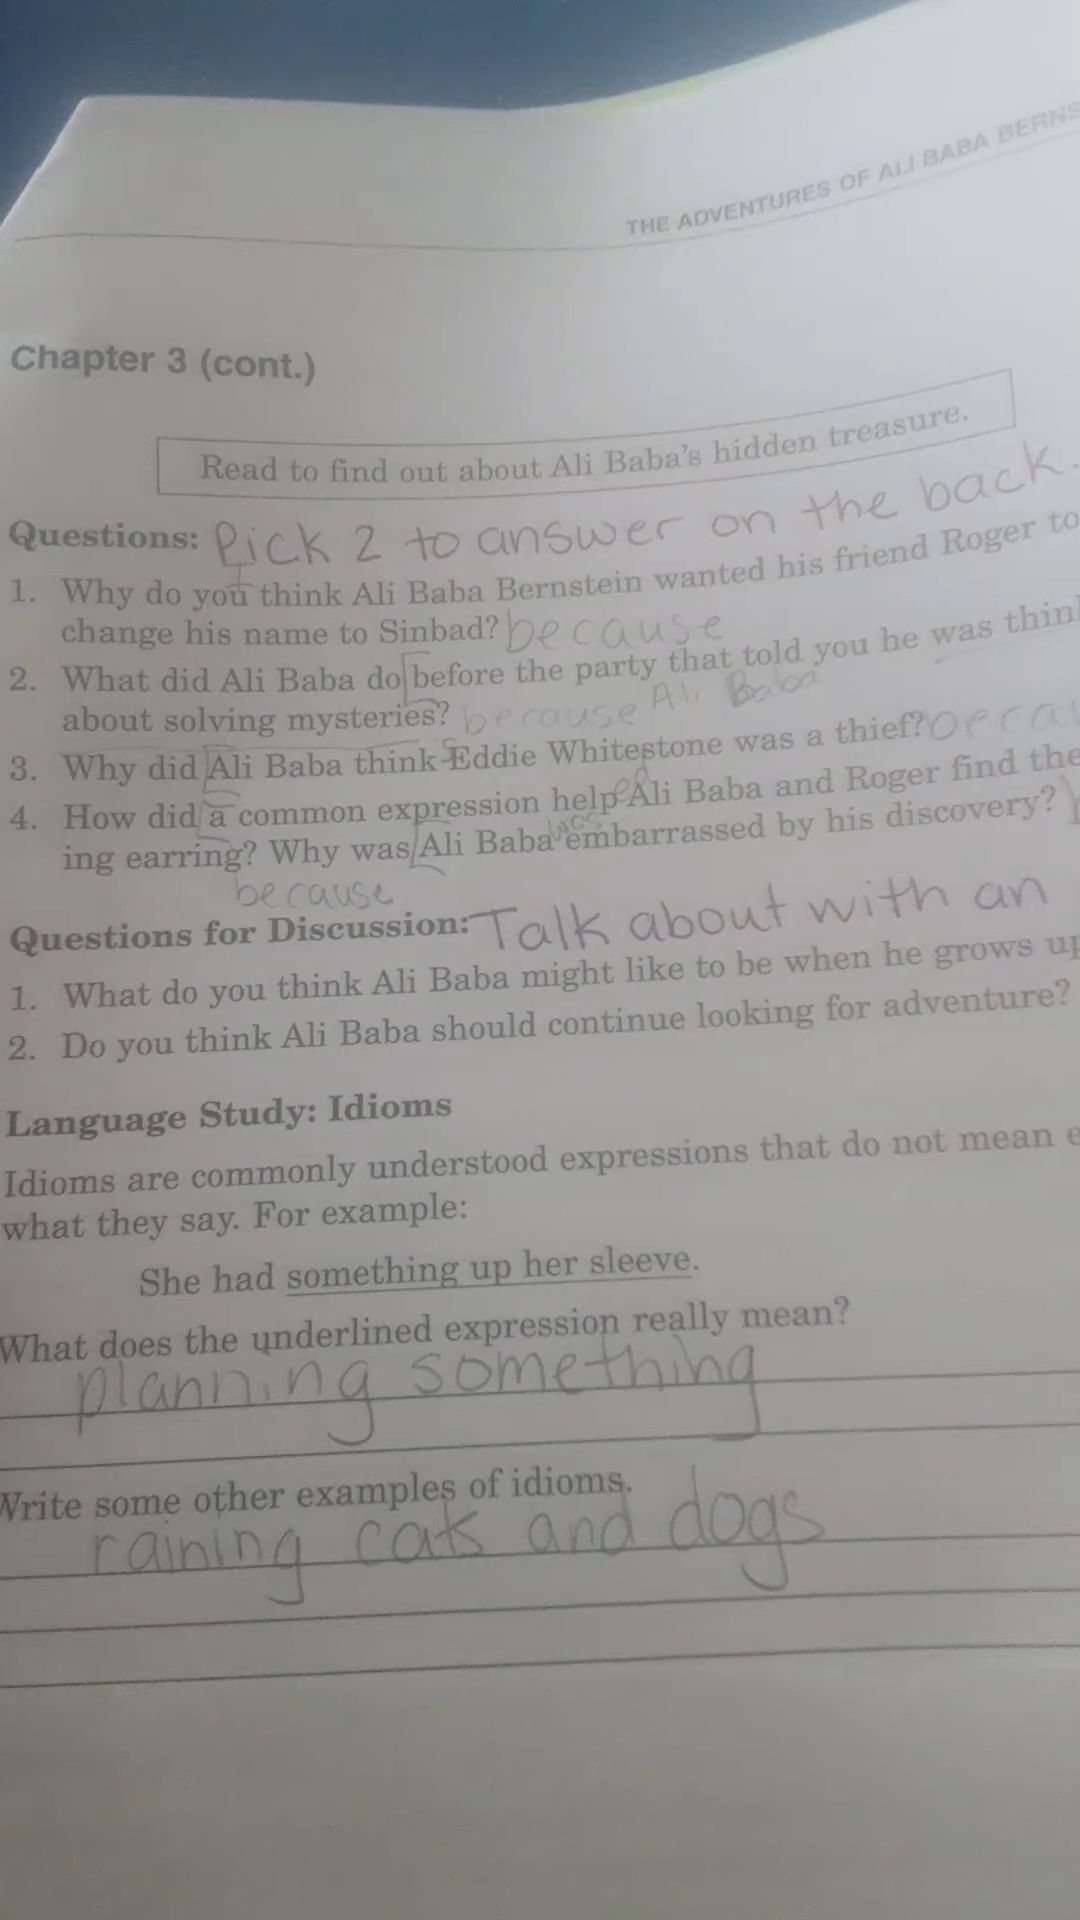 THE ADVENTURES OF ALI BABA BERNS
Chapter 3 (cont.)
Read to find out about Ali Baba's hidden treasure.
Questions: Pick 2 to answer on the back.
1. Why do you think Ali Baba Bernstein wanted his friend Roger to
change his name to Sinbad? because
2. What did Ali Baba do before the party that told you he was think
about solving mysteries? because Ali Baba
3. Why did Ali Baba think Eddie Whitestone was a thief? becau
4. How did a common expression help ed Ali Baba and Roger find the
ing earring? Why was Ali Baba was embarrassed by his discovery?
because
Questions for Discussion: Talk about with an
1. What do you think Ali Baba might like to be when he grows up
2. Do you think Ali Baba should continue looking for adventure?
Language Study: Idioms
Idioms are commonly understood expressions that do not mean e
what they say. For example:
She had something up her sleeve.
What does the underlined expression really mean?
planning something
Write some other examples of idioms.
raining cats and dogs